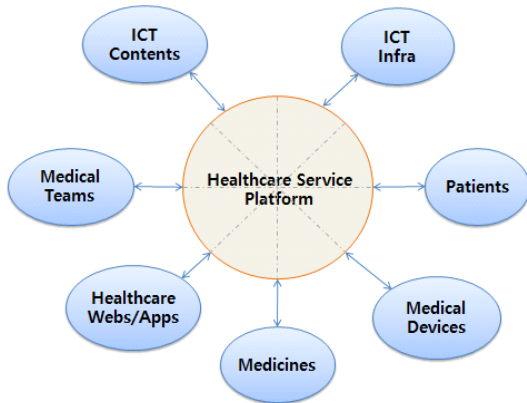 ICT
Contents
ICT
Infra
Medical
Teams
Healthcare Service
Platform
Patients
Healthcare
Webs/Apps
Medical
Devices
Medicines